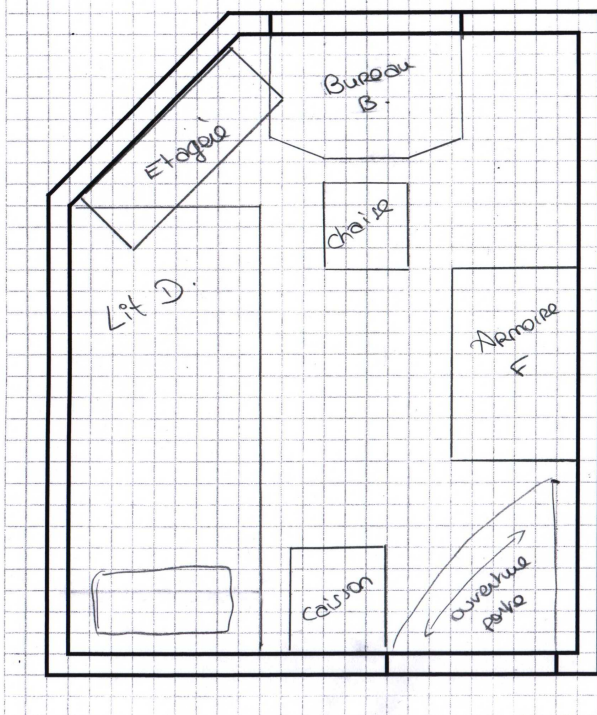 Bureau
B.
Etagère
chaise
Lit D.
Armoire
F
caisson
ouverture
porte